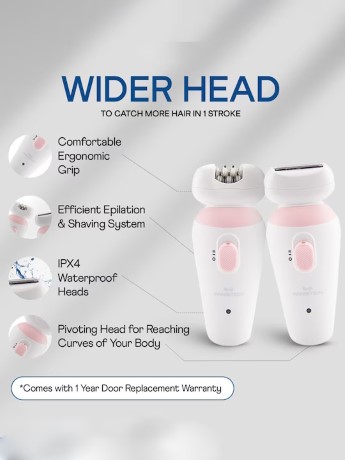 WIDER HEAD
TO CATCH MORE HAIR IN 1 STROKE
Comfortable
Ergonomic
Grip
Efficient Epilation
& Shaving System
IPX4
Waterproof
Heads
Pivoting Head for Reaching
Curves of Your Body
*Comes with 1 Year Door Replacement Warranty